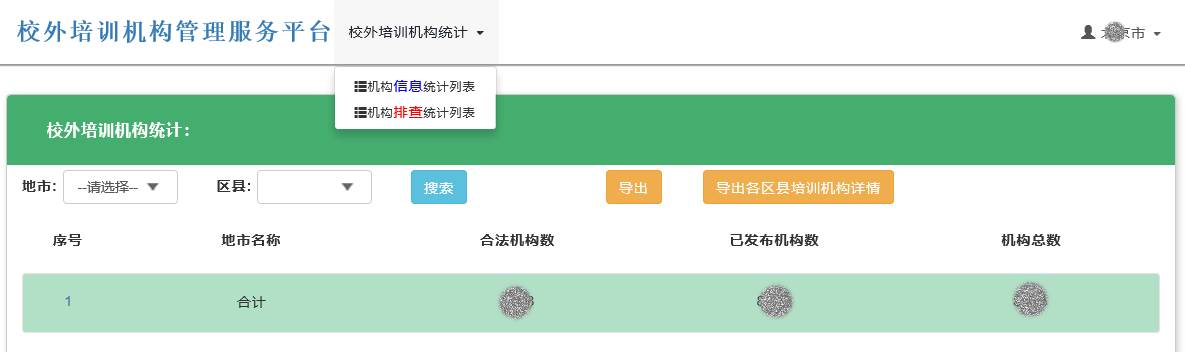 校外培训机构管理服务平台 校外培训机构统计 京市
机构信息统计列表
机构排查统计列表
校外培训机构统计：
地市: --请选择-- 区县: 搜索 导出 导出各区县培训机构详情
序号 地市名称 合法机构数 已发布机构数 机构总数
1 合计